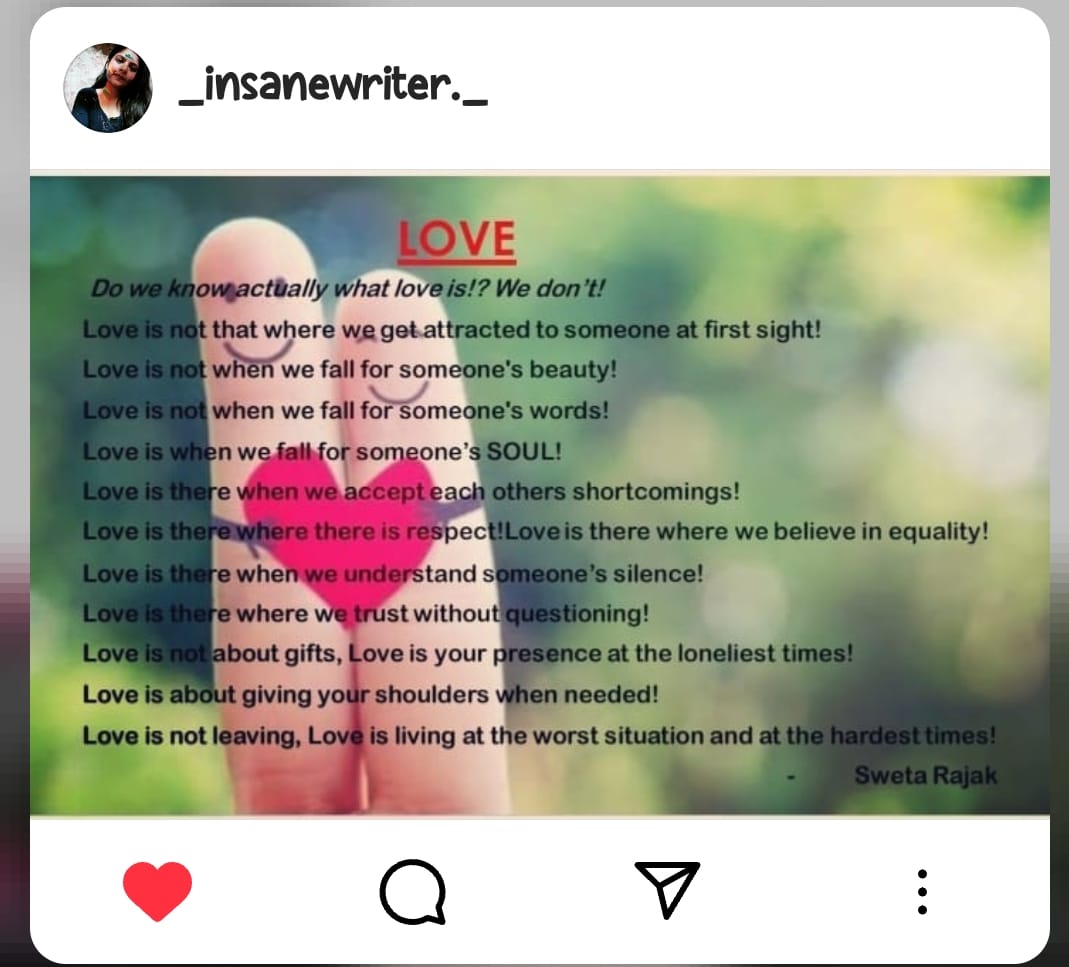 _insanewriter._
LOVE
Do we know actually what love is!? We don't!
Love is not that where we get attracted to someone at first sight!
Love is not when we fall for someone's beauty!
Love is not when we fall for someone's words!
Love is when we fall for someone's SOUL!
Love is there when we accept each others shortcomings!
Love is there where there is respect!Love is there where we believe in equality!
Love is there when we understand someone's silence!
Love is there where we trust without questioning!
Love is not about gifts, Love is your presence at the loneliest times!
Love is about giving your shoulders when needed!
Love is not leaving, Love is living at the worst situation and at the hardest times!
- Sweta Rajak